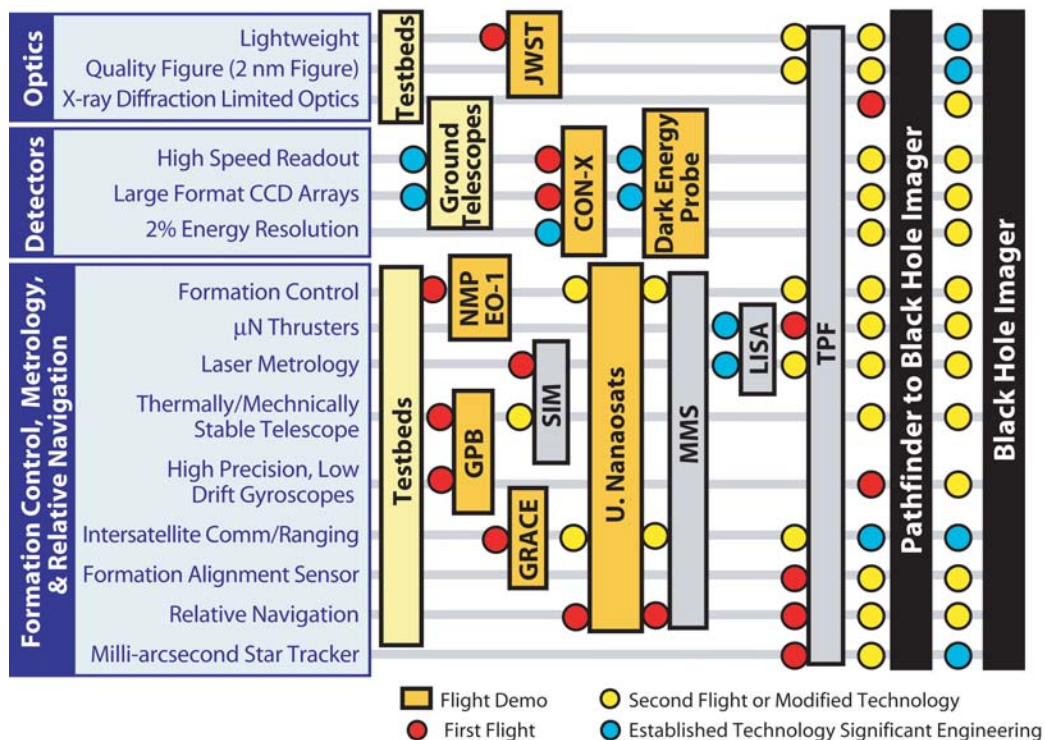 Optics
Lightweight
Quality Figure (2 nm Figure)
X-ray Diffraction Limited Optics
Detectors
High Speed Readout
Large Format CCD Arrays
2% Energy Resolution
Formation Control, Metrology,
& Relative Navigation
Formation Control
µN Thrusters
Laser Metrology
Thermally/Mechnically
Stable Telescope
High Precision, Low
Drift Gyroscopes
Intersatellite Comm/Ranging
Formation Alignment Sensor
Relative Navigation
Milli-arcsecond Star Tracker
Testbeds
Ground
Telescopes
JWST
CON-X
Dark Energy
Probe
Testbeds
NMP
EO-1
GPB
GRACE
SIM
U. Nanaosats
MMS
LISA
TPF
Pathfinder to Black Hole Imager
Black Hole Imager
Flight Demo
First Flight
Second Flight or Modified Technology
Established Technology Significant Engineering